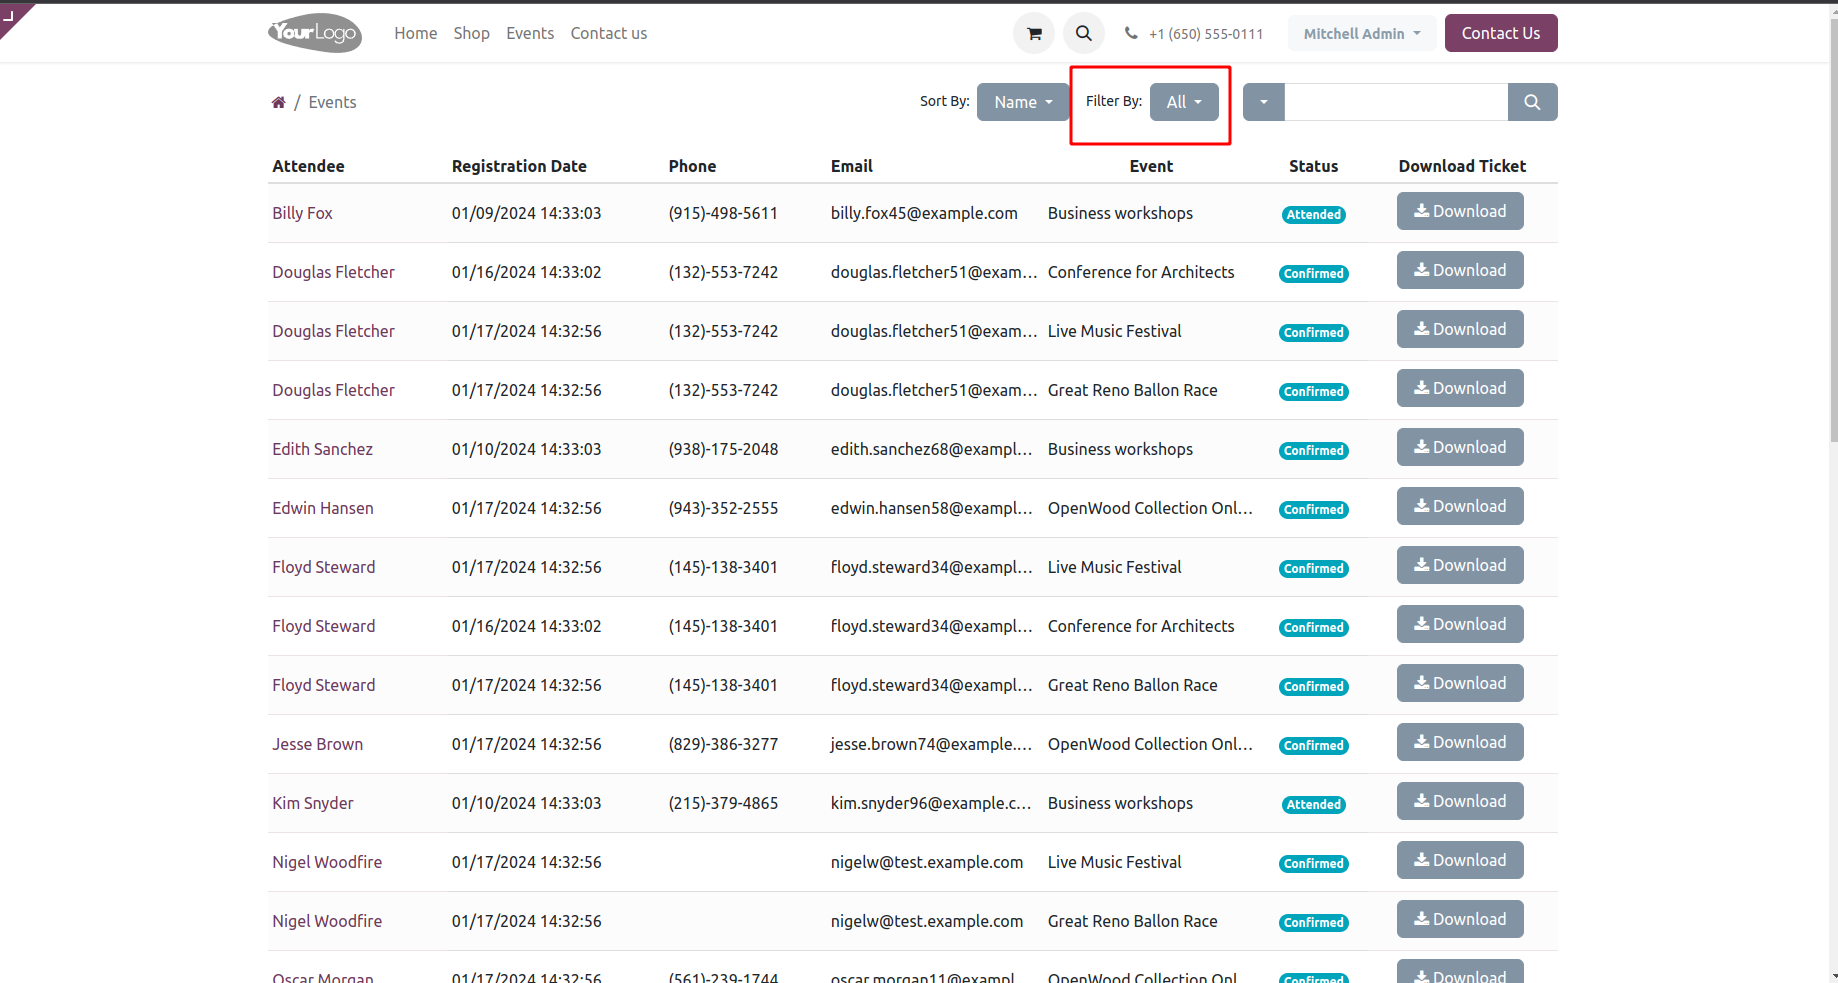 YourLogo Home Shop Events Contact us +1 (650) 555-0111 Mitchell Admin Contact Us
/ Events Sort By: Name Filter By: All
Attendee Registration Date Phone Email Event Status Download Ticket
Billy Fox 01/09/2024 14:33:03 (915)-498-5611 billy.fox45@example.com Business workshops Attended Download
Douglas Fletcher 01/16/2024 14:33:02 (132)-553-7242 douglas.fletcher51@exam... Conference for Architects Confirmed Download
Douglas Fletcher 01/17/2024 14:32:56 (132)-553-7242 douglas.fletcher51@exam... Live Music Festival Confirmed Download
Douglas Fletcher 01/17/2024 14:32:56 (132)-553-7242 douglas.fletcher51@exam... Great Reno Ballon Race Confirmed Download
Edith Sanchez 01/10/2024 14:33:03 (938)-175-2048 edith.sanchez68@exampl... Business workshops Confirmed Download
Edwin Hansen 01/17/2024 14:32:56 (943)-352-2555 edwin.hansen58@exampl... OpenWood Collection Onl... Confirmed Download
Floyd Steward 01/17/2024 14:32:56 (145)-138-3401 floyd.steward34@exampl... Live Music Festival Confirmed Download
Floyd Steward 01/16/2024 14:33:02 (145)-138-3401 floyd.steward34@exampl... Conference for Architects Confirmed Download
Floyd Steward 01/17/2024 14:32:56 (145)-138-3401 floyd.steward34@exampl... Great Reno Ballon Race Confirmed Download
Jesse Brown 01/17/2024 14:32:56 (829)-386-3277 jesse.brown74@example.... OpenWood Collection Onl... Confirmed Download
Kim Snyder 01/10/2024 14:33:03 (215)-379-4865 kim.snyder96@example.c... Business workshops Attended Download
Nigel Woodfire 01/17/2024 14:32:56 nigelw@test.example.com Live Music Festival Confirmed Download
Nigel Woodfire 01/17/2024 14:32:56 nigelw@test.example.com Great Reno Ballon Race Confirmed Download
Oscar Morgan 01/17/2024 14:32:56 (561)-239-1744 oscar.morgan11@exampl OpenWood Collection Onl Confirmed Download